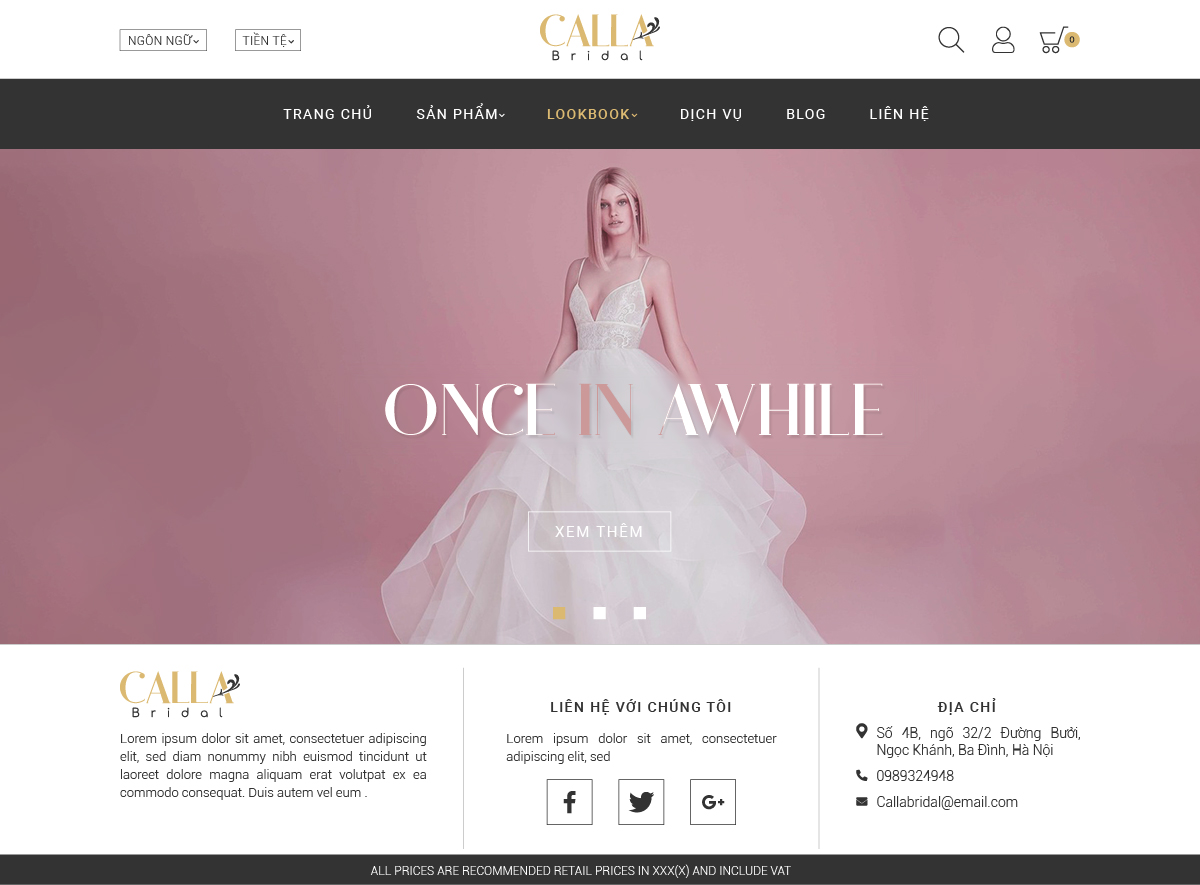 NGÔN NGỮ
TIỀN TỆ
CALLA
Bridal
0
TRANG CHỦ
SẢN PHẨM
LOOKBOOK
DỊCH VỤ
BLOG
LIÊN HỆ
ONCE IN AWHILE
XEM THÊM
CALLA
Bridal
Lorem ipsum dolor sit amet, consectetuer adipiscing
elit, sed diam nonummy nibh euismod tincidunt ut
laoreet dolore magna aliquam erat volutpat ex ea
commodo consequat. Duis autem vel eum .
LIÊN HỆ VỚI CHÚNG TÔI
Lorem ipsum dolor sit amet, consectetuer
adipiscing elit, sed
f
G+
ĐỊA CHỈ
Số 4B, ngõ 32/2 Đường Bưởi,
Ngọc Khánh, Ba Đình, Hà Nội
0989324948
Callabridal@email.com
ALL PRICES ARE RECOMMENDED RETAIL PRICES IN XXX(X) AND INCLUDE VAT